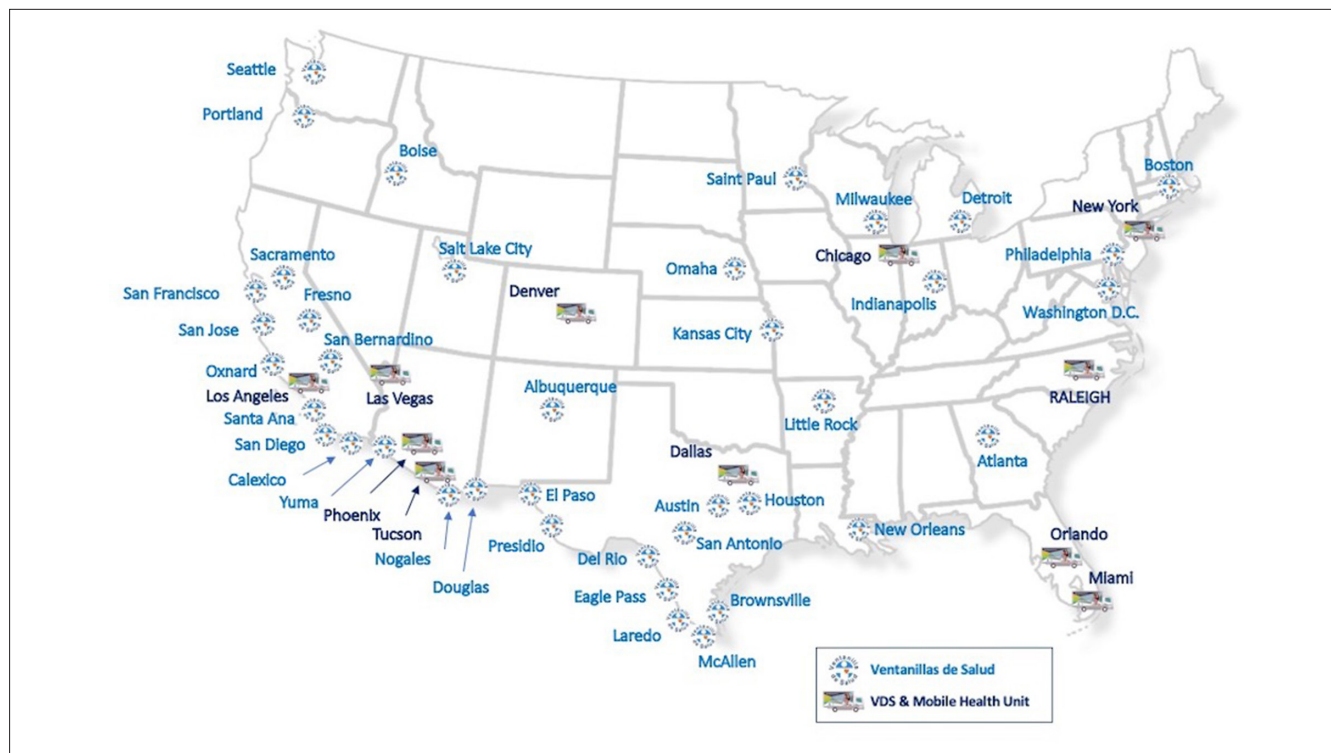 Seattle
Portland
Boise
Saint Paul
Boston
Milwaukee
Detroit
New York
Sacramento
Salt Lake City
Omaha
Chicago
Philadelphia
San Francisco
Fresno
Denver
Indianapolis
Washington D.C.
San Jose
San Bernardino
Kansas City
Oxnard
Los Angeles
Las Vegas
Albuquerque
RALEIGH
Santa Ana
Little Rock
San Diego
Dallas
Atlanta
Calexico
Yuma
El Paso
Austin
Houston
Phoenix
Tucson
New Orleans
Nogales
Presidio
San Antonio
Orlando
Douglas
Del Rio
Miami
Eagle Pass
Brownsville
Laredo
McAllen
Ventanillas de Salud
VDS & Mobile Health Unit